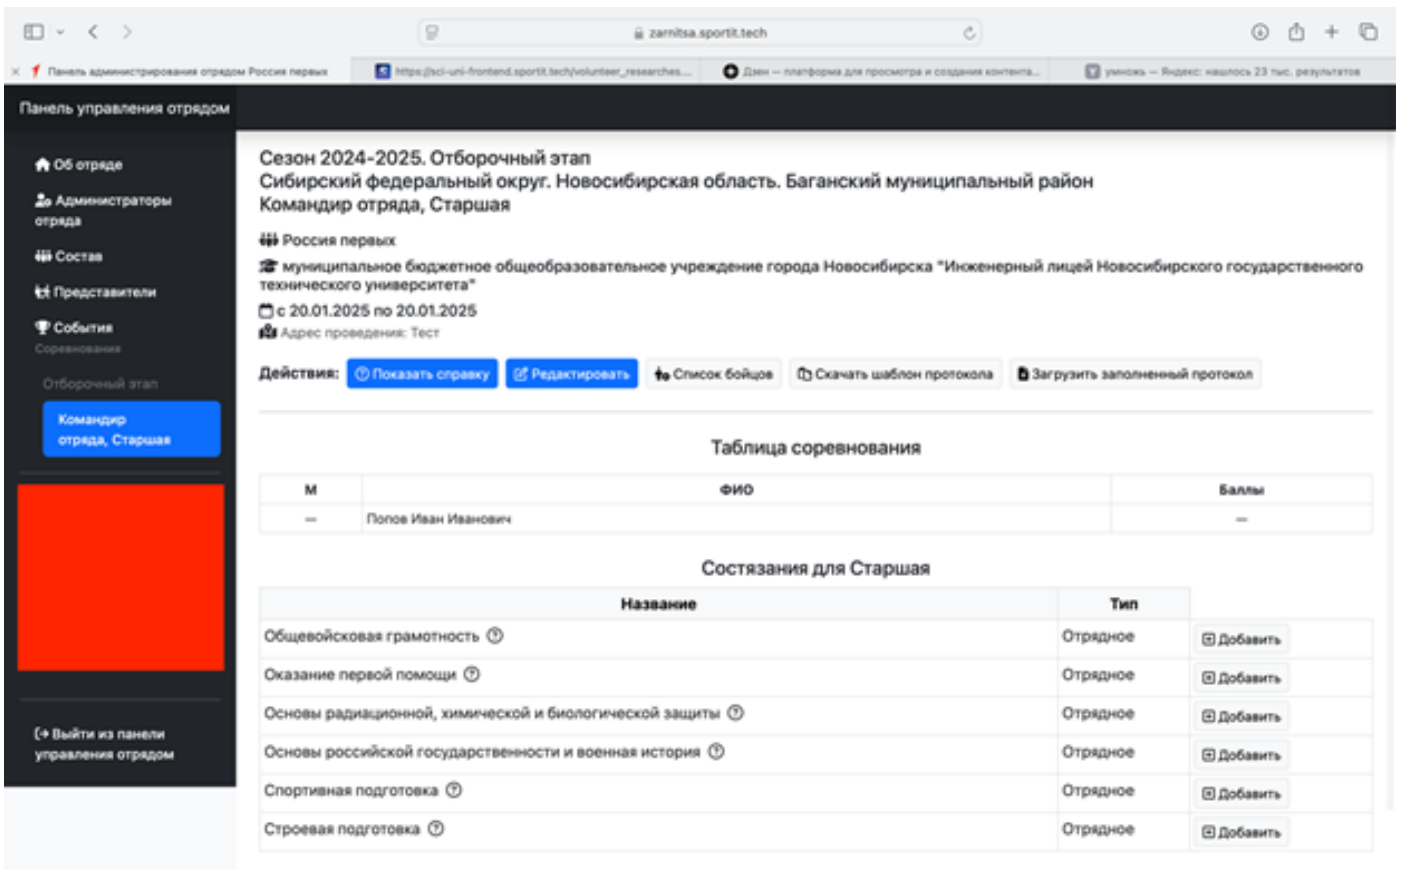 zarnitsa.sportit.tech
Панель администрирования отрядом Россия первых
https://sci-uni-frontend.sportit.tech/volunteer_researches...
Дзен — платформа для просмотра и создания контента...
умножь — Яндекс: нашлось 23 тыс. результатов
Панель управления отрядом
Об отряде
Администраторы
отряда
Состав
Представители
События
Соревнования
Отборочный этап
Командир
отряда, Старшая
Выйти из панели
управления отрядом
Сезон 2024-2025. Отборочный этап
Сибирский федеральный округ. Новосибирская область. Баганский муниципальный район
Командир отряда, Старшая
Россия первых
муниципальное бюджетное общеобразовательное учреждение города Новосибирска "Инженерный лицей Новосибирского государственного
технического университета"
с 20.01.2025 по 20.01.2025
Адрес проведения: Тест
Действия: Показать справку Редактировать Список бойцов Скачать шаблон протокола Загрузить заполненный протокол
Таблица соревнования
М ФИО Баллы
— Попов Иван Иванович —
Состязания для Старшая
Название Тип
Общевойсковая грамотность Отрядное Добавить
Оказание первой помощи Отрядное Добавить
Основы радиационной, химической и биологической защиты Отрядное Добавить
Основы российской государственности и военная история Отрядное Добавить
Спортивная подготовка Отрядное Добавить
Строевая подготовка Отрядное Добавить